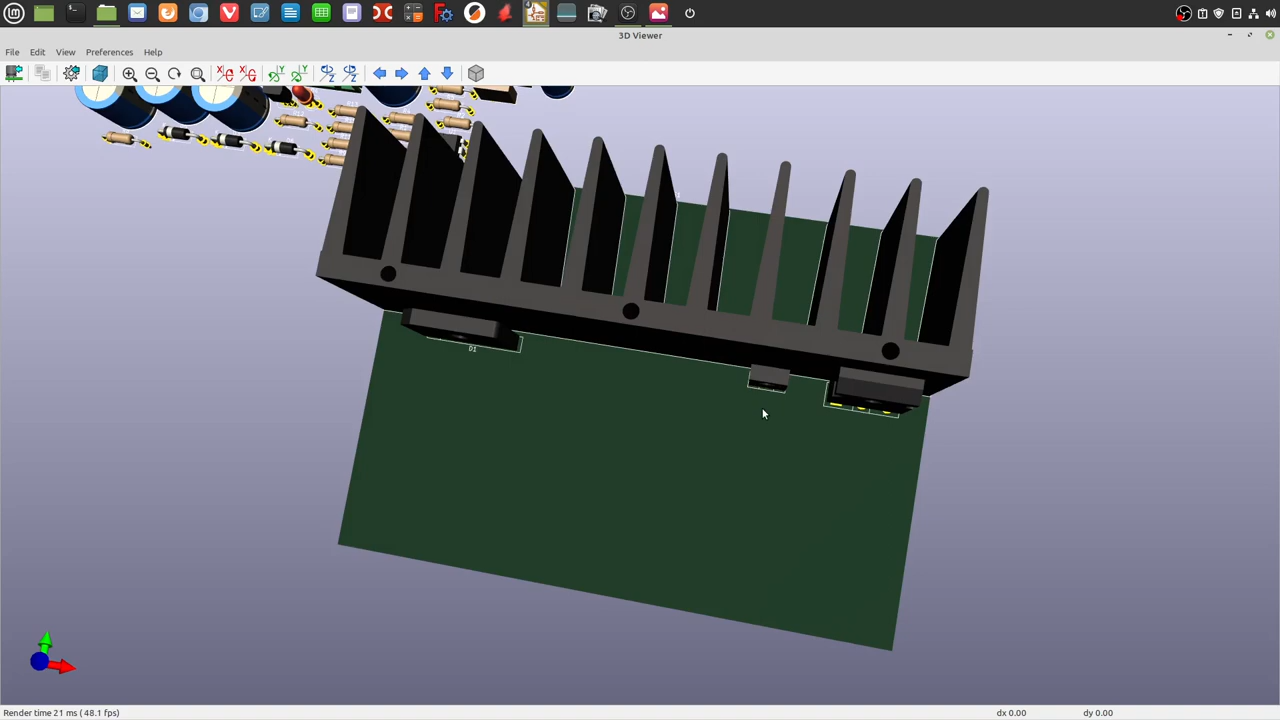 3D Viewer
File Edit View Preferences Help
D1
Render time 21 ms ( 48.1 fps)
dx 0.00
dy 0.00